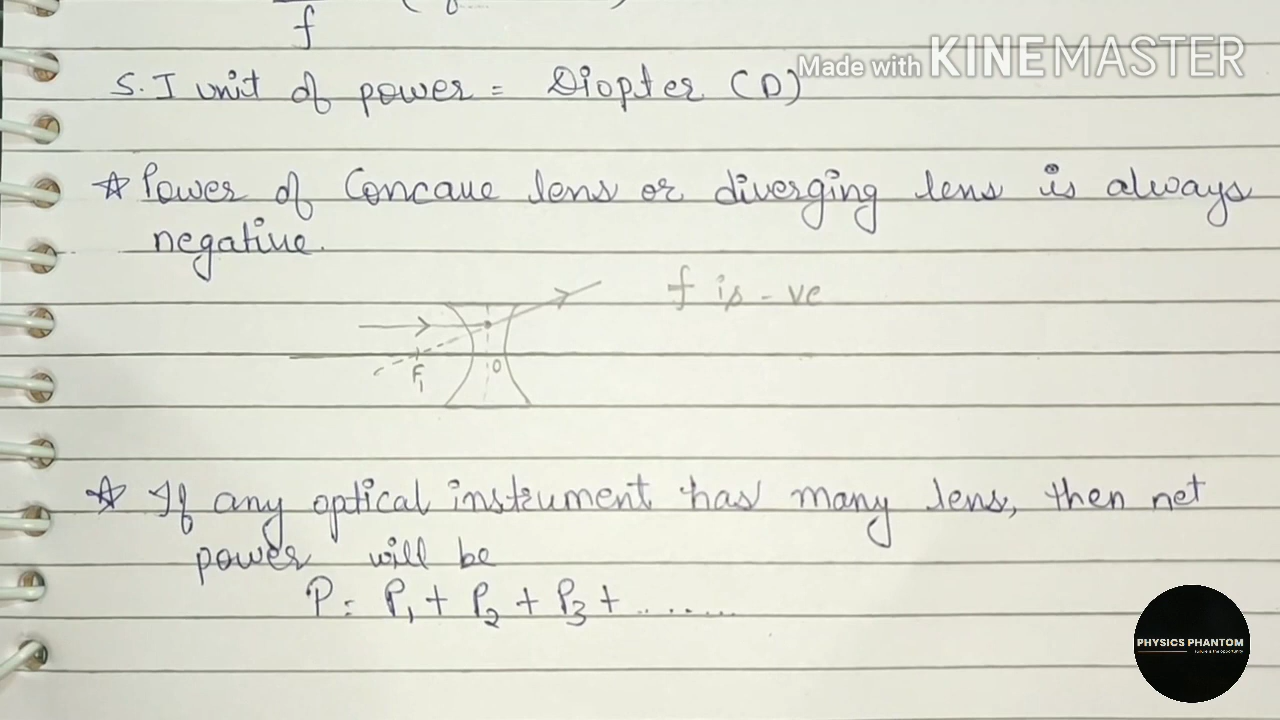 f
S.I unit of power = Diopter (D)
Made with KINEMASTER
☆ Power of Concave lens or diverging lens is always
negative.
f is -ve
F1
O
☆ If any optical instrument has many lens, then net
power will be
P = P1 + P2 + P3 + ........
PHYSICS PHANTOM